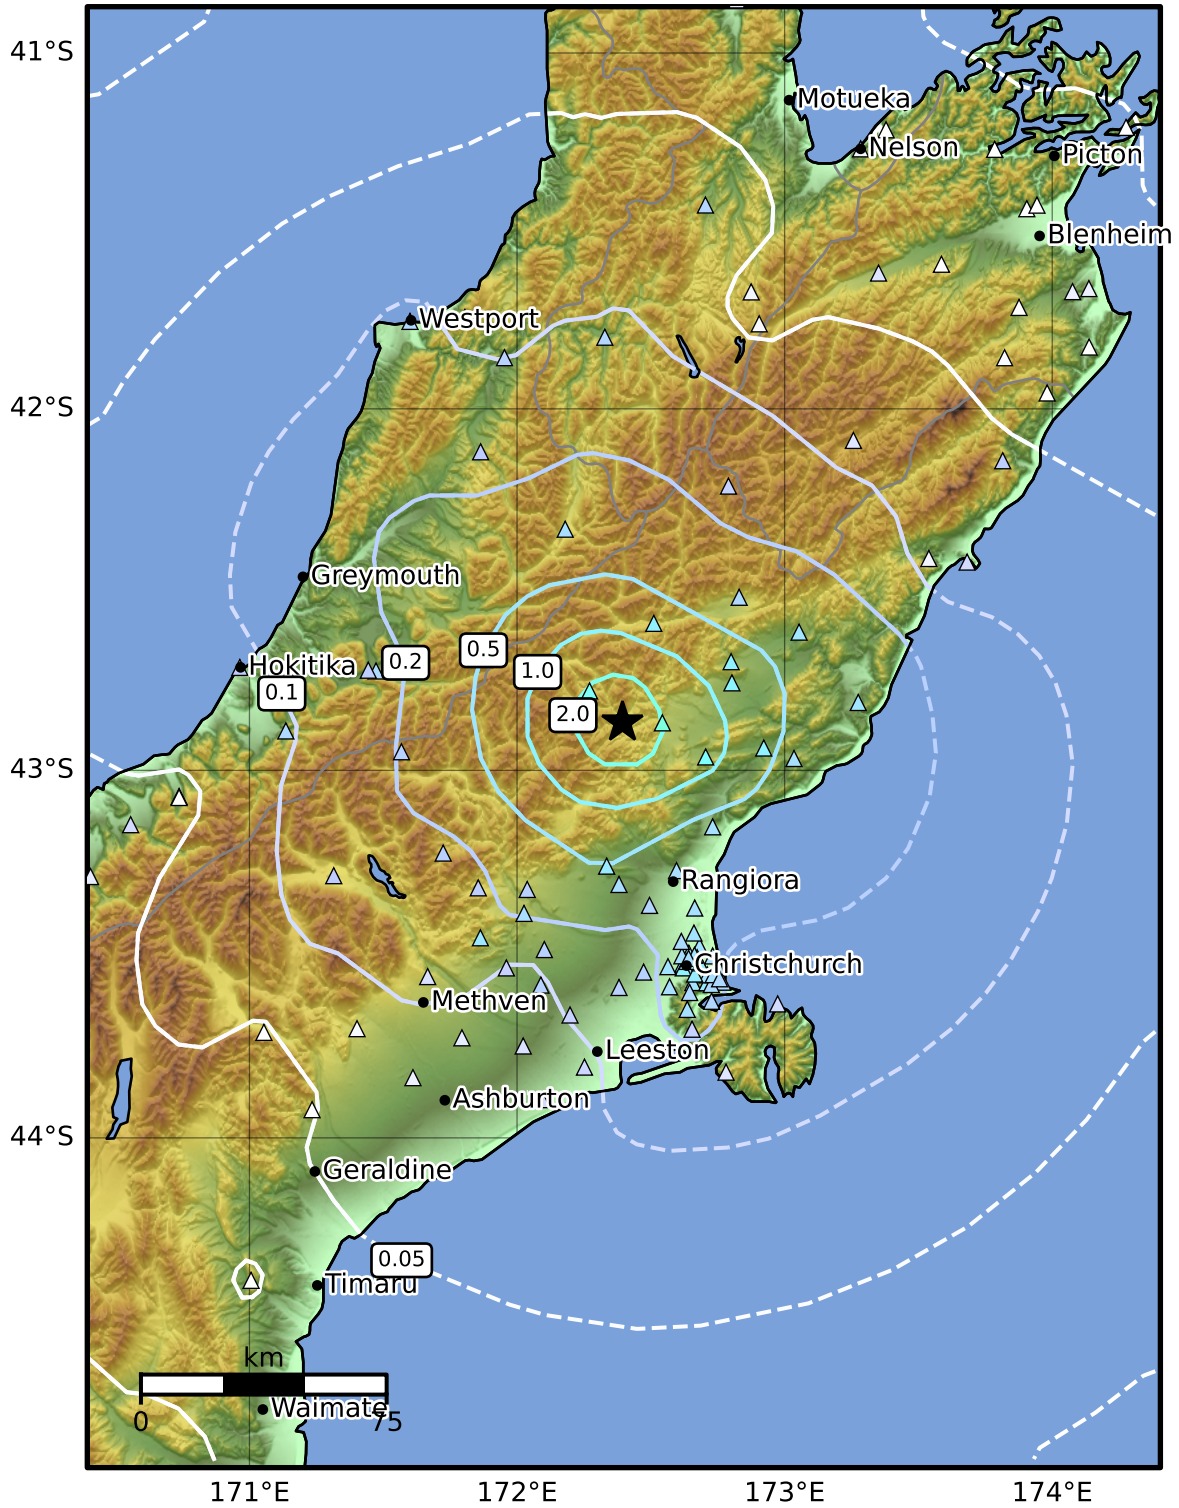 41°S
Motueka
Nelson
Picton
Blenheim
Westport
42°S
Greymouth
0.5
Hokitika
0.2
1.0
0.1
2.0
43°S
Rangiora
Christchurch
Methven
Leeston
Ashburton
44°S
Geraldine
0.05
Timaru
km
Waimate
0
75
171°E
172°E
173°E
174°E